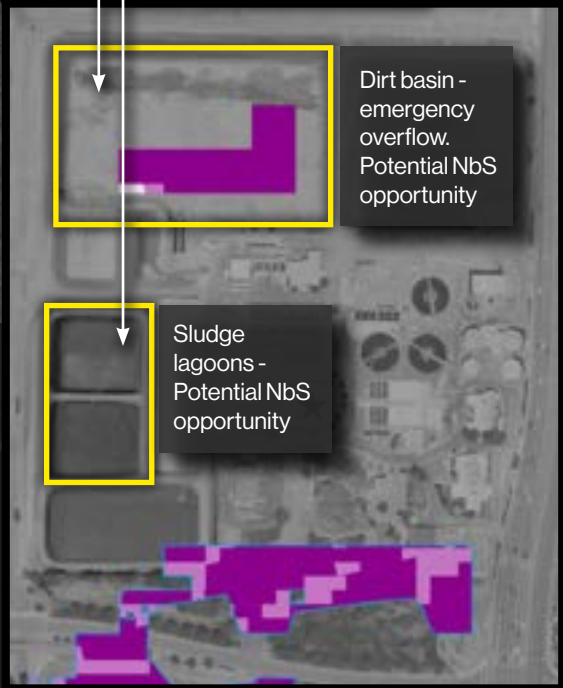 Dirt basin -
emergency
overflow.
Potential NbS
opportunity
Sludge
lagoons -
Potential NbS
opportunity